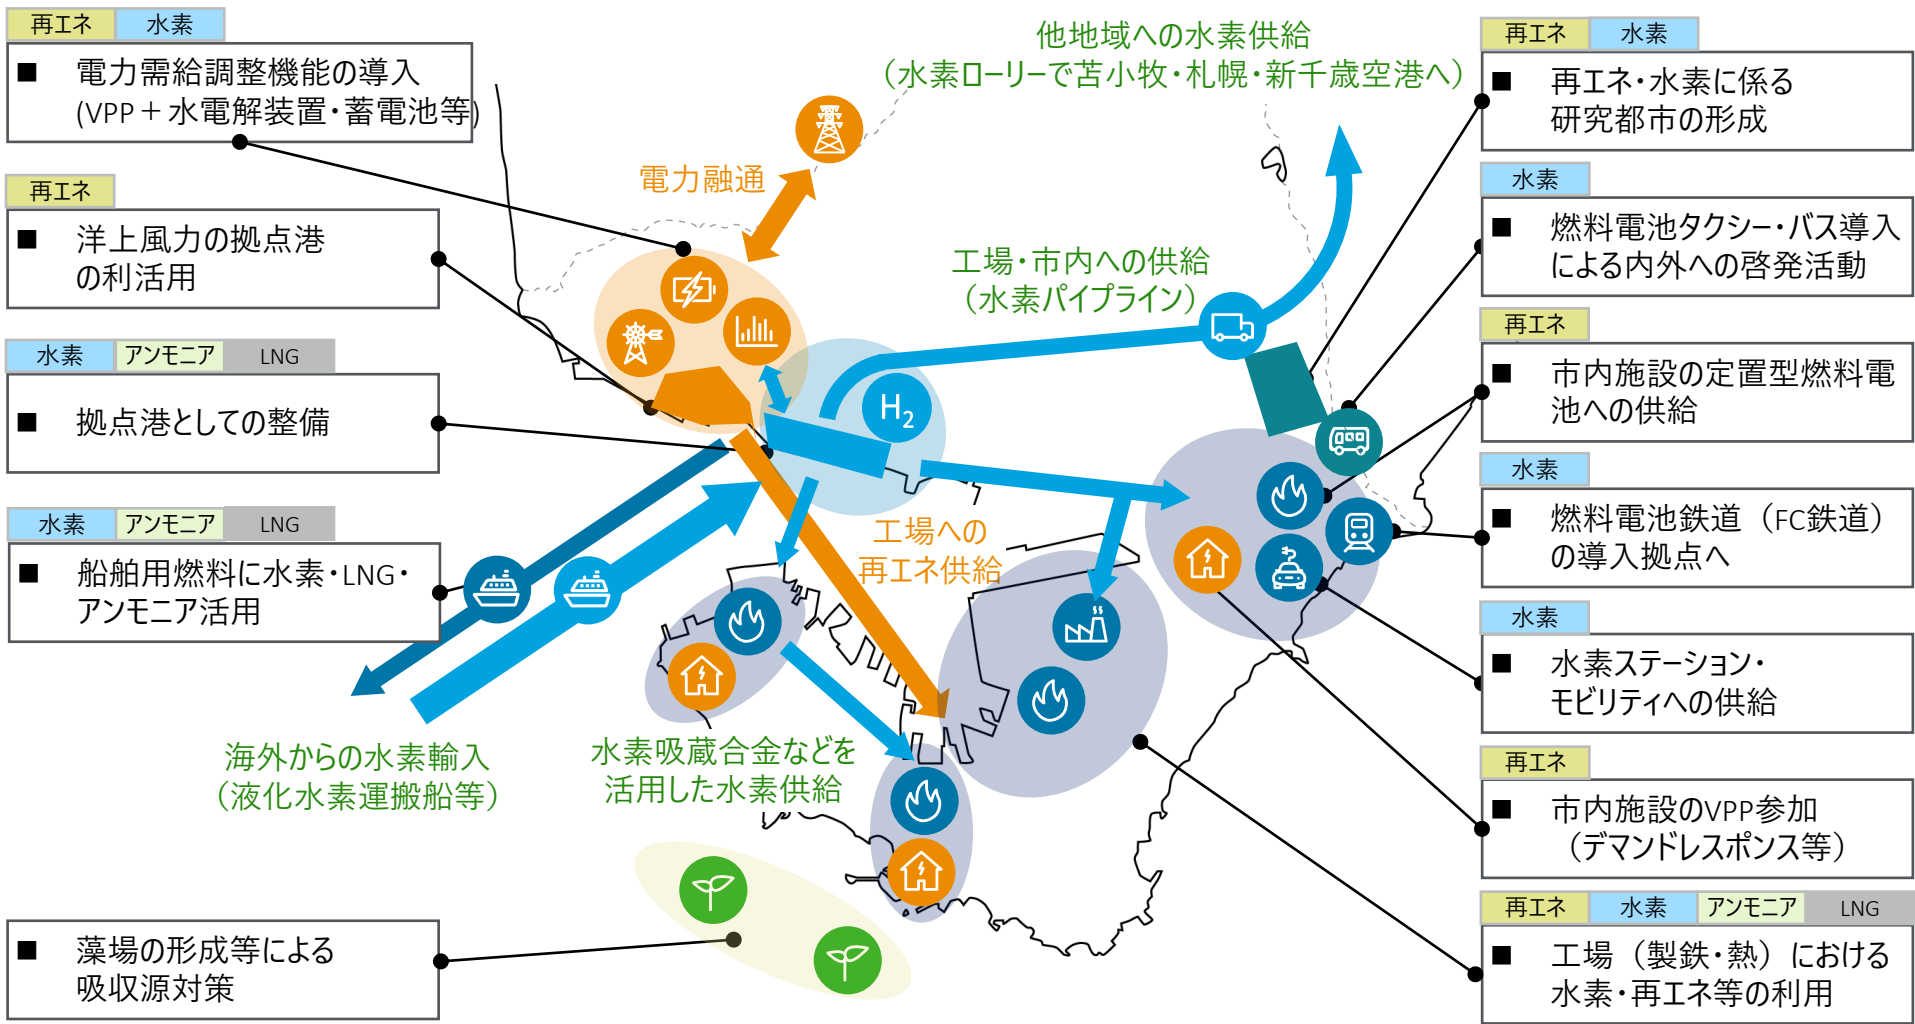 再エネ 水素
■ 電力需給調整機能の導入
(VPP+水電解装置・蓄電池等)
再エネ
■ 洋上風力の拠点港
の利活用
水素 アンモニア LNG
■ 拠点港としての整備
水素 アンモニア LNG
■ 船舶用燃料に水素・LNG・
アンモニア活用
■ 藻場の形成等による
吸収源対策
他地域への水素供給
（水素ローリーで苫小牧・札幌・新千歳空港へ）
電力融通
工場・市内への供給
（水素パイプライン）
H₂
工場への
再エネ供給
海外からの水素輸入
（液化水素運搬船等）
水素吸蔵合金などを
活用した水素供給
再エネ 水素
■ 再エネ・水素に係る
研究都市の形成
水素
■ 燃料電池タクシー・バス導入
による内外への啓発活動
再エネ
■ 市内施設の定置型燃料電
池への供給
水素
■ 燃料電池鉄道（FC鉄道）
の導入拠点へ
水素
■ 水素ステーション・
モビリティへの供給
再エネ
■ 市内施設のVPP参加
（デマンドレスポンス等）
再エネ 水素 アンモニア LNG
■ 工場（製鉄・熱）における
水素・再エネ等の利用